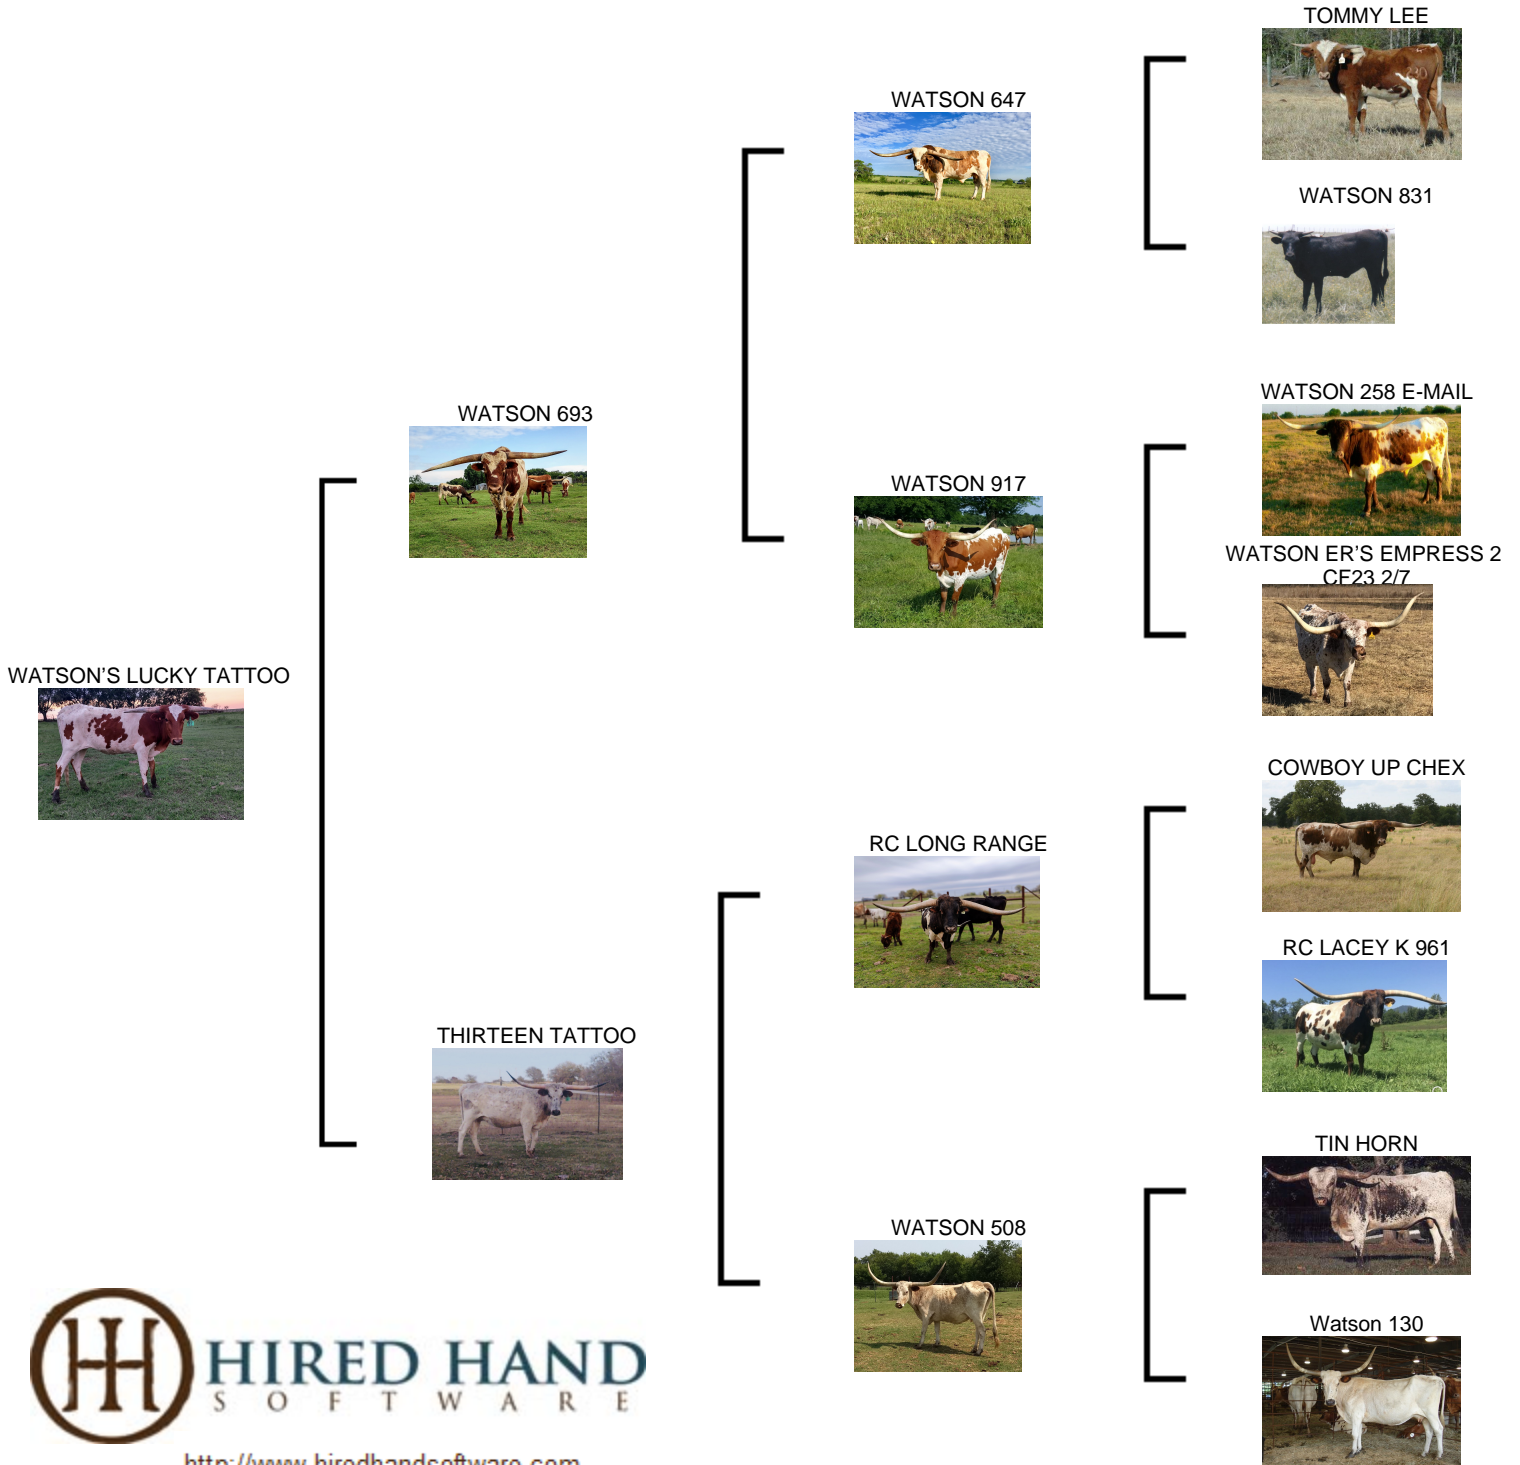 TOMMY LEE
WATSON 647
WATSON 831
WATSON 258 E-MAIL
WATSON 693
WATSON 917
WATSON ER'S EMPRESS 2
CF23 2/7
WATSON'S LUCKY TATTOO
COWBOY UP CHEX
RC LONG RANGE
RC LACEY K 961
THIRTEEN TATTOO
TIN HORN
WATSON 508
Watson 130
HIRED HAND
SOFTWARE
http://www.hiredhandsoftware.com